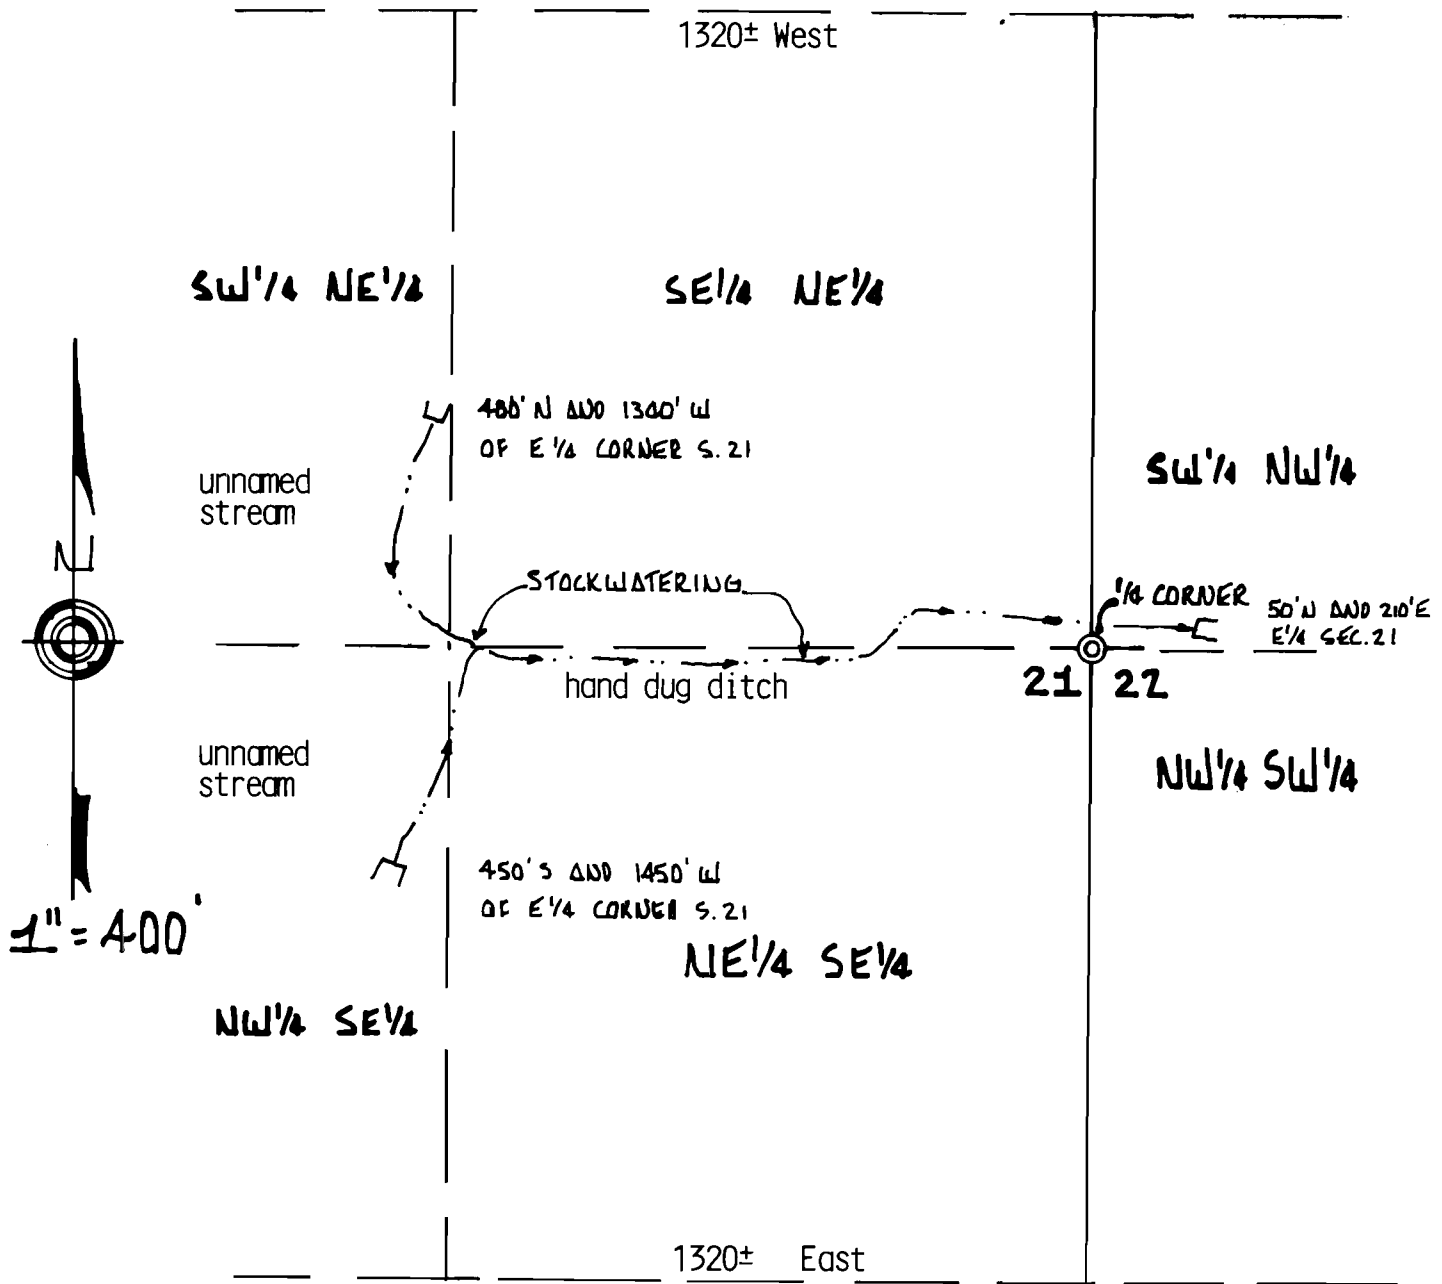 1320± West
SW1/4 NE1/4
SE1/4 NE1/4
480' N AND 1300' W
OF E 1/4 CORNER S. 21
unnamed
stream
SW1/4 NW1/4
N
STOCKWATERING
1/4 CORNER
50' N AND 210' E
E1/4 SEC. 21
hand dug ditch
21 22
unnamed
stream
NW1/4 SW1/4
450' S AND 1450' W
OF E1/4 CORNER S. 21
1" = 400'
NE1/4 SE1/4
NW1/4 SE1/4
1320± East